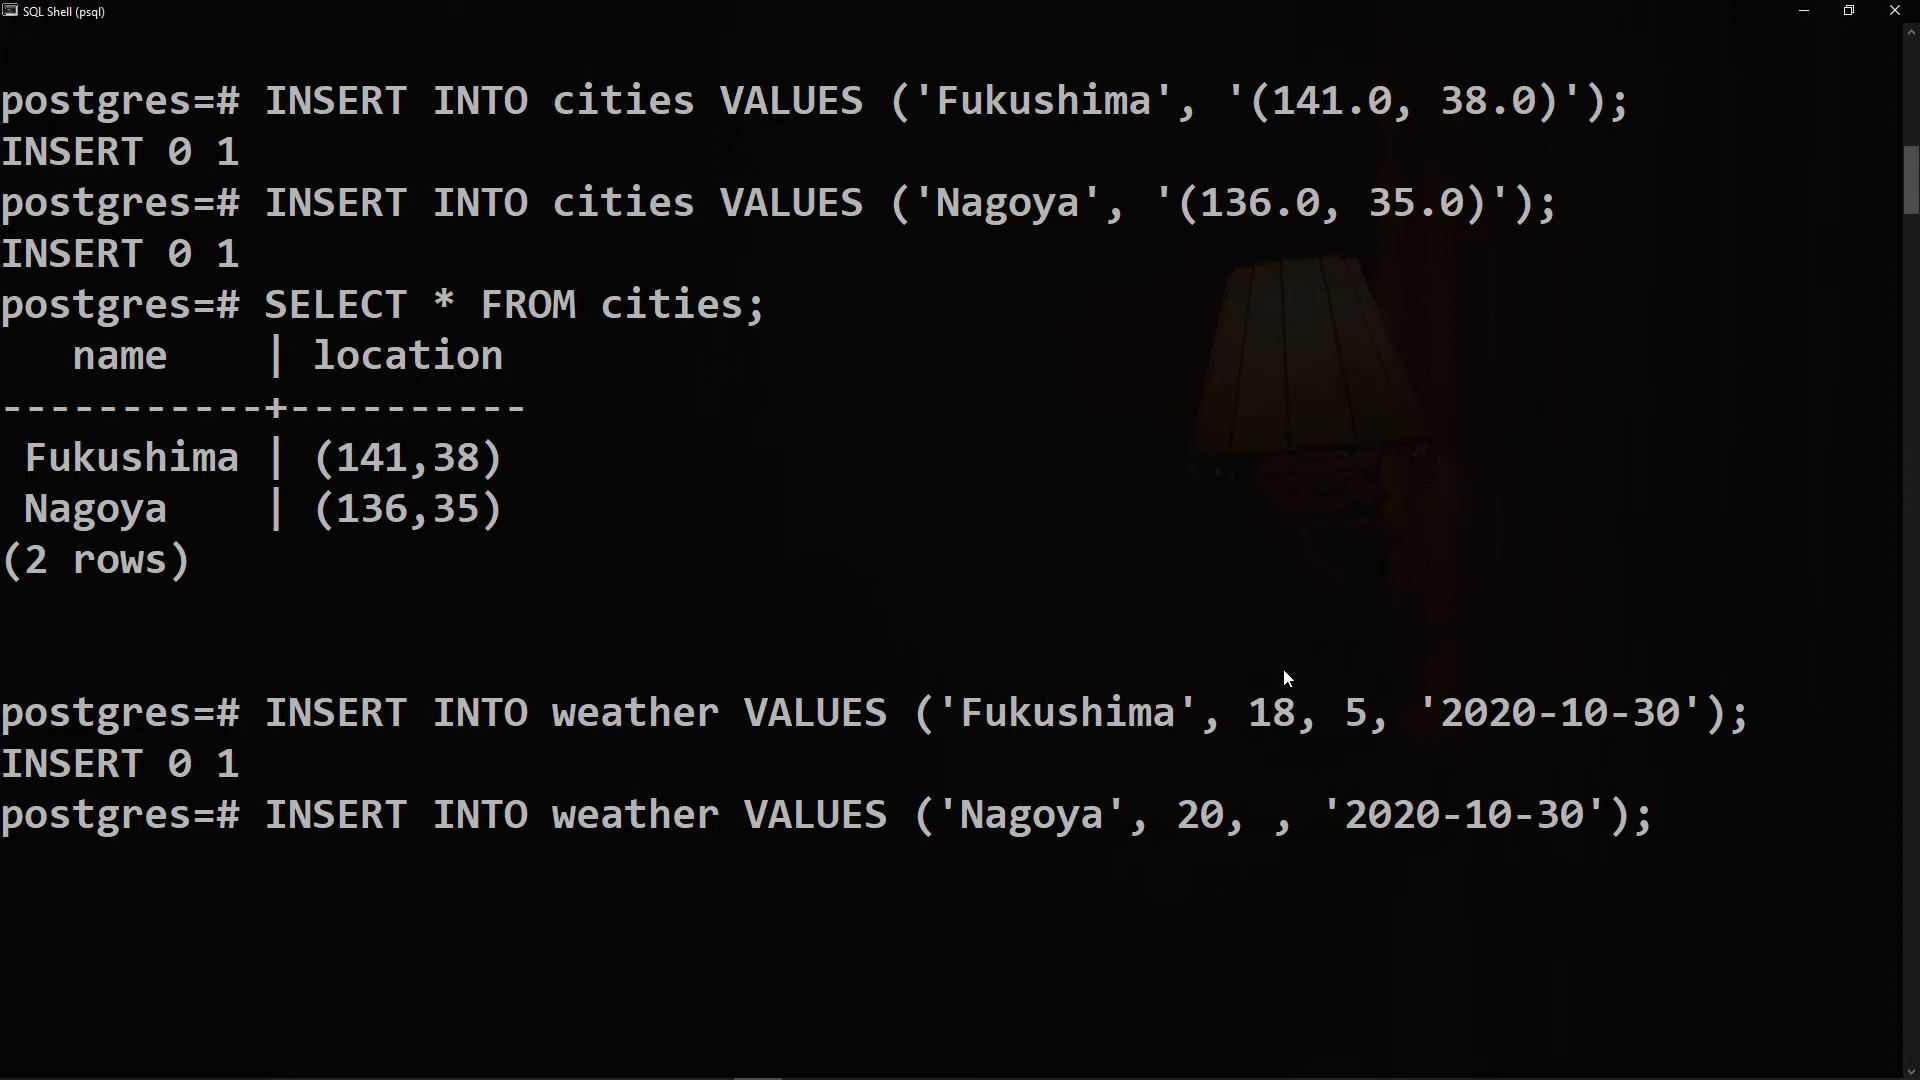 SQL Shell (psql)
postgres=# INSERT INTO cities VALUES ('Fukushima', '(141.0, 38.0)');
INSERT 0 1
postgres=# INSERT INTO cities VALUES ('Nagoya', '(136.0, 35.0)');
INSERT 0 1
postgres=# SELECT * FROM cities;
   name    | location
-----------+----------
 Fukushima | (141,38)
 Nagoya    | (136,35)
(2 rows)
postgres=# INSERT INTO weather VALUES ('Fukushima', 18, 5, '2020-10-30');
INSERT 0 1
postgres=# INSERT INTO weather VALUES ('Nagoya', 20, , '2020-10-30');